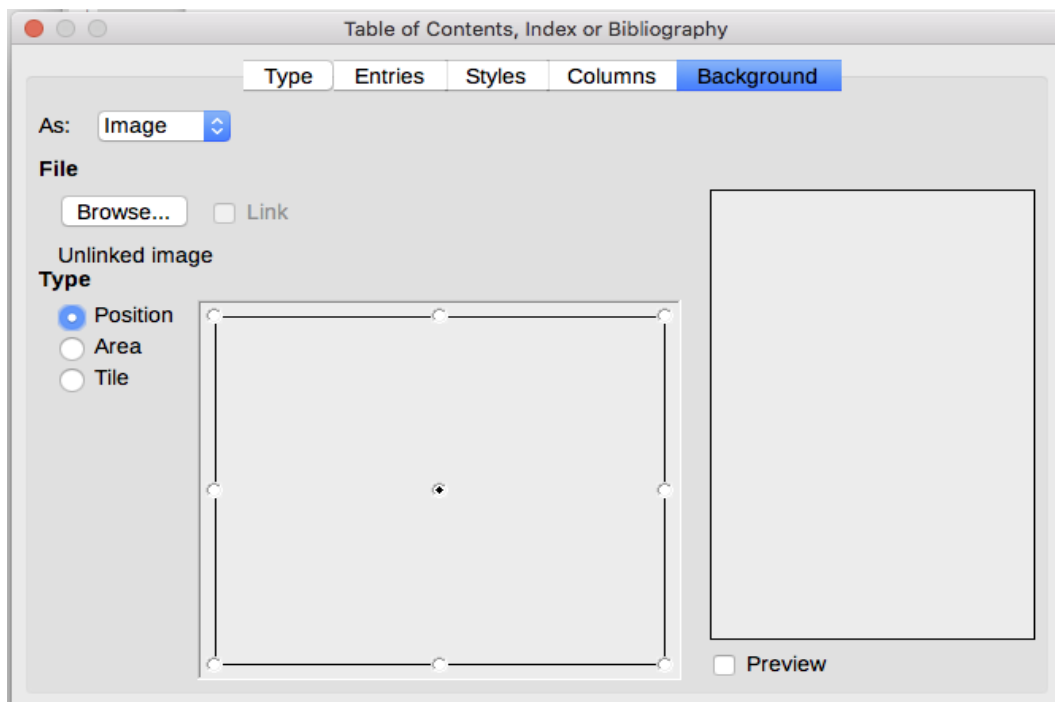 Table of Contents, Index or Bibliography
Type Entries Styles Columns Background
As: Image
File
Browse... Link
Unlinked image
Type
Position
Area
Tile
Preview